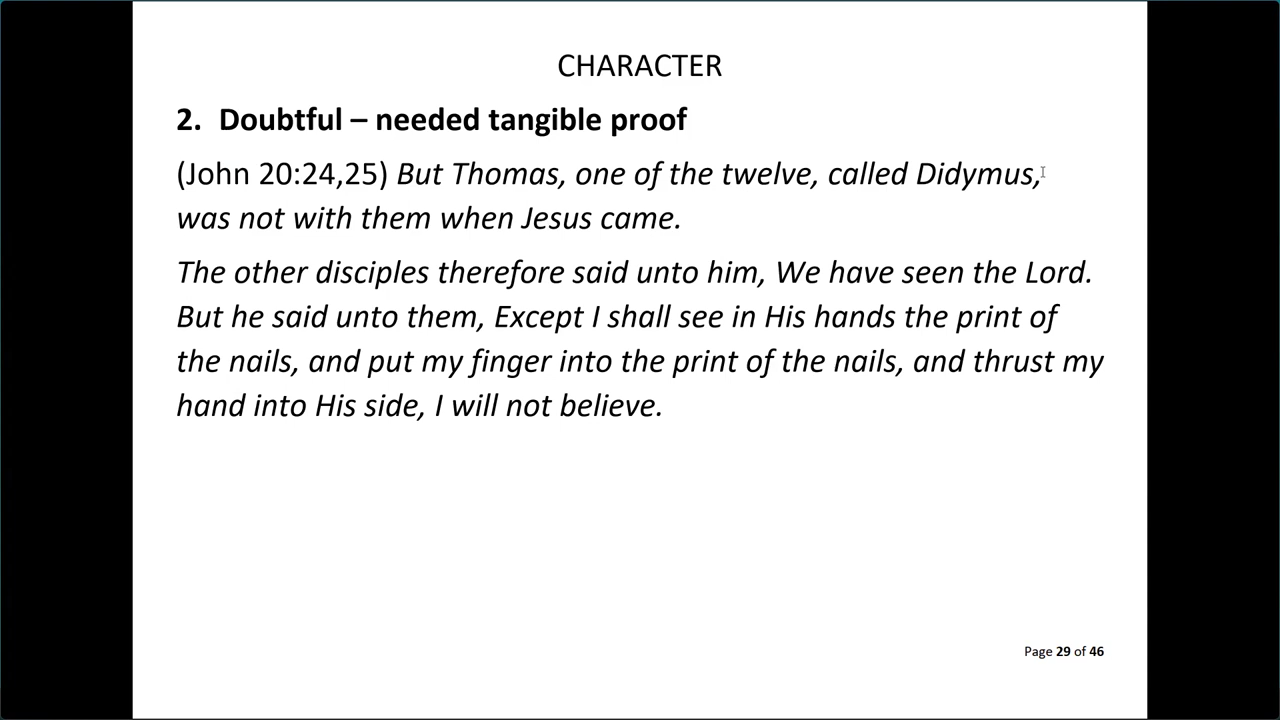 CHARACTER
2. Doubtful – needed tangible proof
(John 20:24,25) But Thomas, one of the twelve, called Didymus,
was not with them when Jesus came.
The other disciples therefore said unto him, We have seen the Lord.
But he said unto them, Except I shall see in His hands the print of
the nails, and put my finger into the print of the nails, and thrust my
hand into His side, I will not believe.
Page 29 of 46